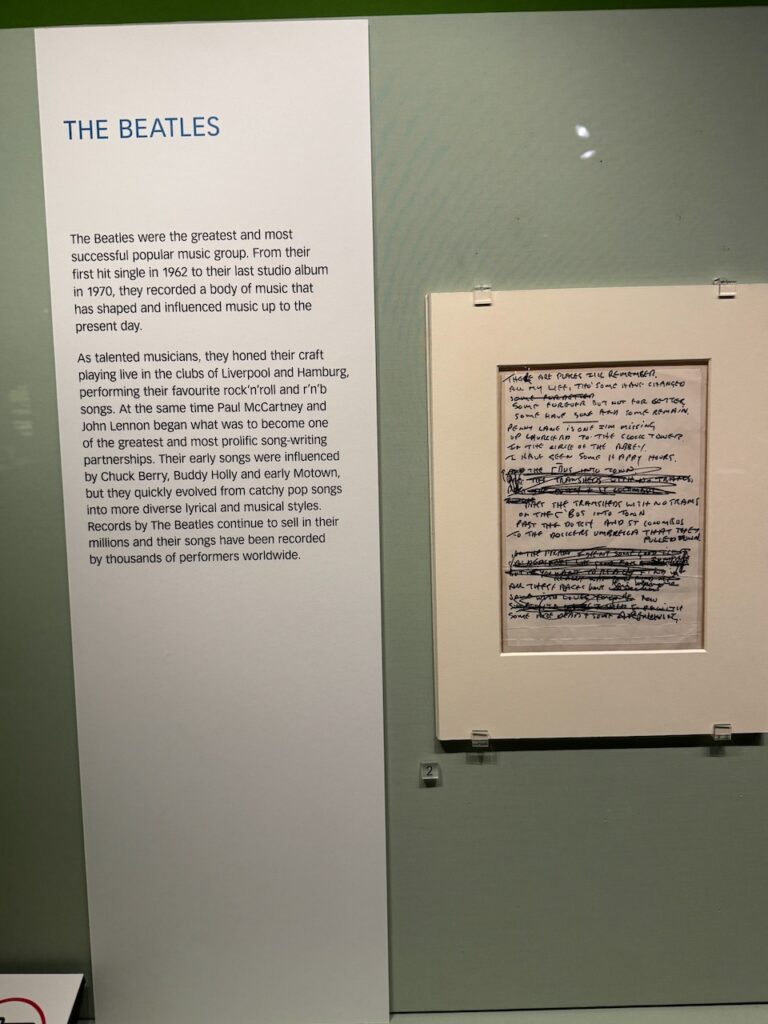 THE BEATLES
The Beatles were the greatest and most
successful popular music group. From their
first hit single in 1962 to their last studio album
in 1970, they recorded a body of music that
has shaped and influenced music up to the
present day.
As talented musicians, they honed their craft
playing live in the clubs of Liverpool and Hamburg,
performing their favourite rock'n'roll and r'n'b
songs. At the same time Paul McCartney and
John Lennon began what was to become one
of the greatest and most prolific song-writing
partnerships. Their early songs were influenced
by Chuck Berry, Buddy Holly and early Motown,
but they quickly evolved from catchy pop songs
into more diverse lyrical and musical styles.
Records by The Beatles continue to sell in their
millions and their songs have been recorded
by thousands of performers worldwide.
THERE ARE PLACES I'LL REMEMBER,
ALL MY LIFE, THO' SOME HAVE CHANGED
SOME FOREVER BUT NOT FOR BETTER
SOME HAVE GONE AND SOME REMAIN.
PENNY LANE IS ONE I'M MISSING
UP CHURCH RD TO THE CLOCK TOWER
IN THE CIRCLE OF THE ABBEY
I HAVE SEEN SOME HAPPY HOURS.
PAST THE TRAMSHEDS WITH NO TRAMS
ON THE 5 BUS INTO TOWN
PAST THE DUTCH AND ST COLUMBUS
TO THE DOCKERS UMBRELLA THAT THEY
PULLED DOWN
ALL THESE PLACES HAVE
SOME ARE DEAD & SOME ARE LIVING.
2